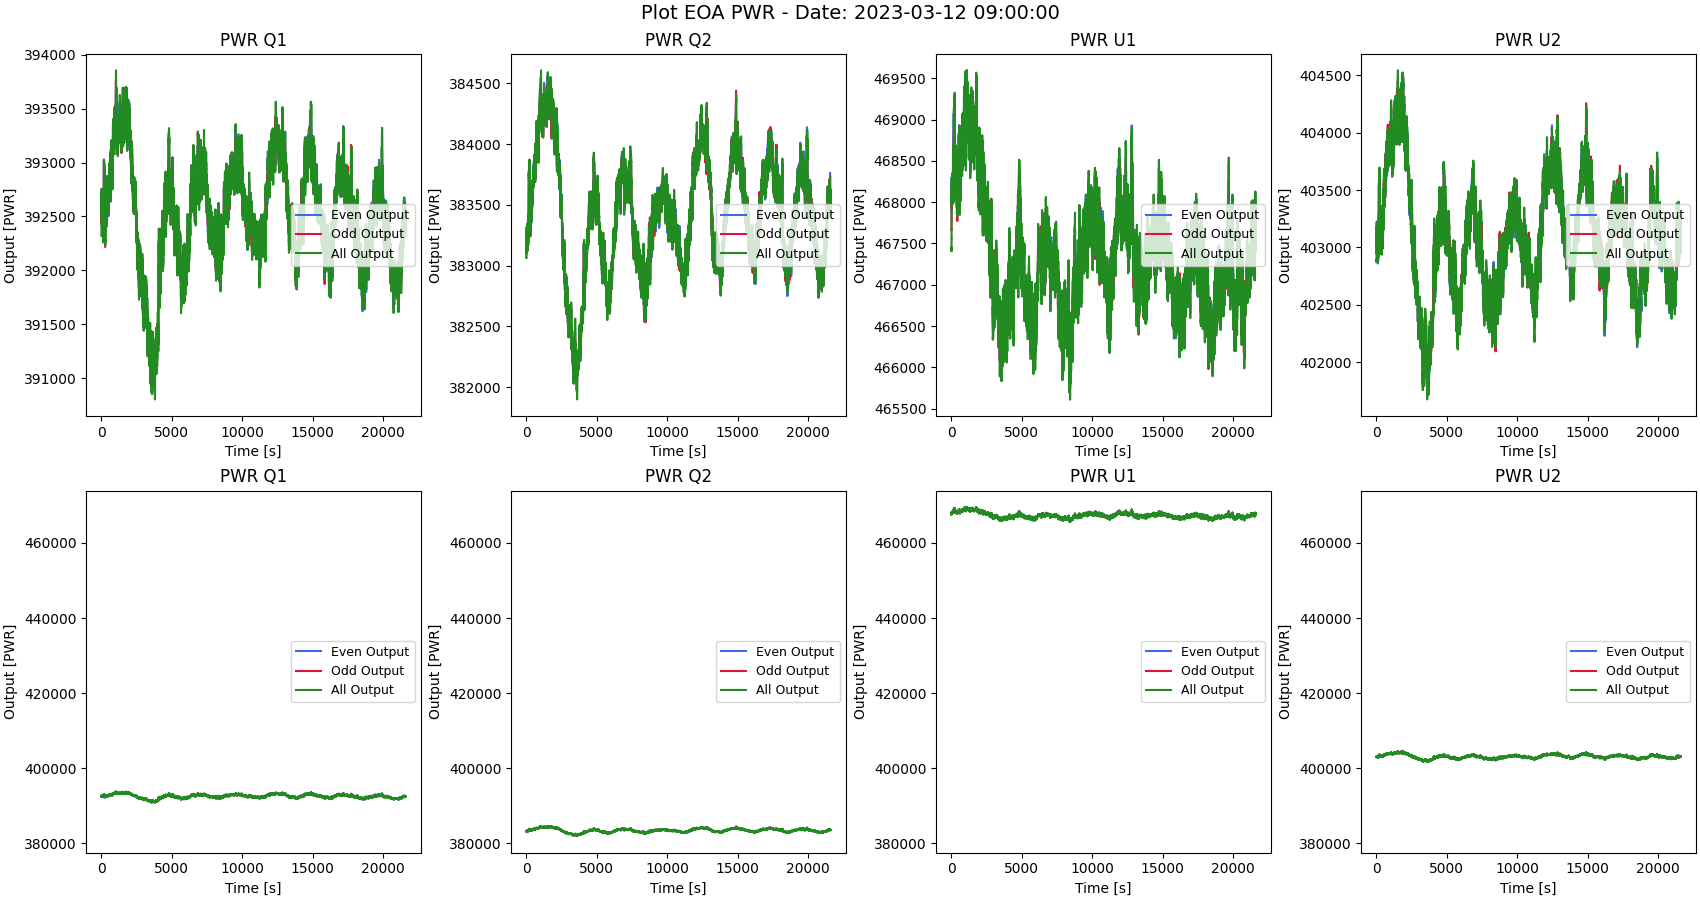 Plot EOA PWR - Date: 2023-03-12 09:00:00
PWR Q1
394000
393500
393000
392500
392000
391500
391000
Output [PWR]
0 5000 10000 15000 20000
Time [s]
Even Output
Odd Output
All Output
PWR Q2
384500
384000
383500
383000
382500
382000
Output [PWR]
0 5000 10000 15000 20000
Time [s]
Even Output
Odd Output
All Output
PWR U1
469500
469000
468500
468000
467500
467000
466500
466000
465500
Output [PWR]
0 5000 10000 15000 20000
Time [s]
Even Output
Odd Output
All Output
PWR U2
404500
404000
403500
403000
402500
402000
Output [PWR]
0 5000 10000 15000 20000
Time [s]
Even Output
Odd Output
All Output
PWR Q1
460000
440000
420000
400000
380000
Output [PWR]
0 5000 10000 15000 20000
Time [s]
Even Output
Odd Output
All Output
PWR Q2
460000
440000
420000
400000
380000
Output [PWR]
0 5000 10000 15000 20000
Time [s]
Even Output
Odd Output
All Output
PWR U1
460000
440000
420000
400000
380000
Output [PWR]
0 5000 10000 15000 20000
Time [s]
Even Output
Odd Output
All Output
PWR U2
460000
440000
420000
400000
380000
Output [PWR]
0 5000 10000 15000 20000
Time [s]
Even Output
Odd Output
All Output